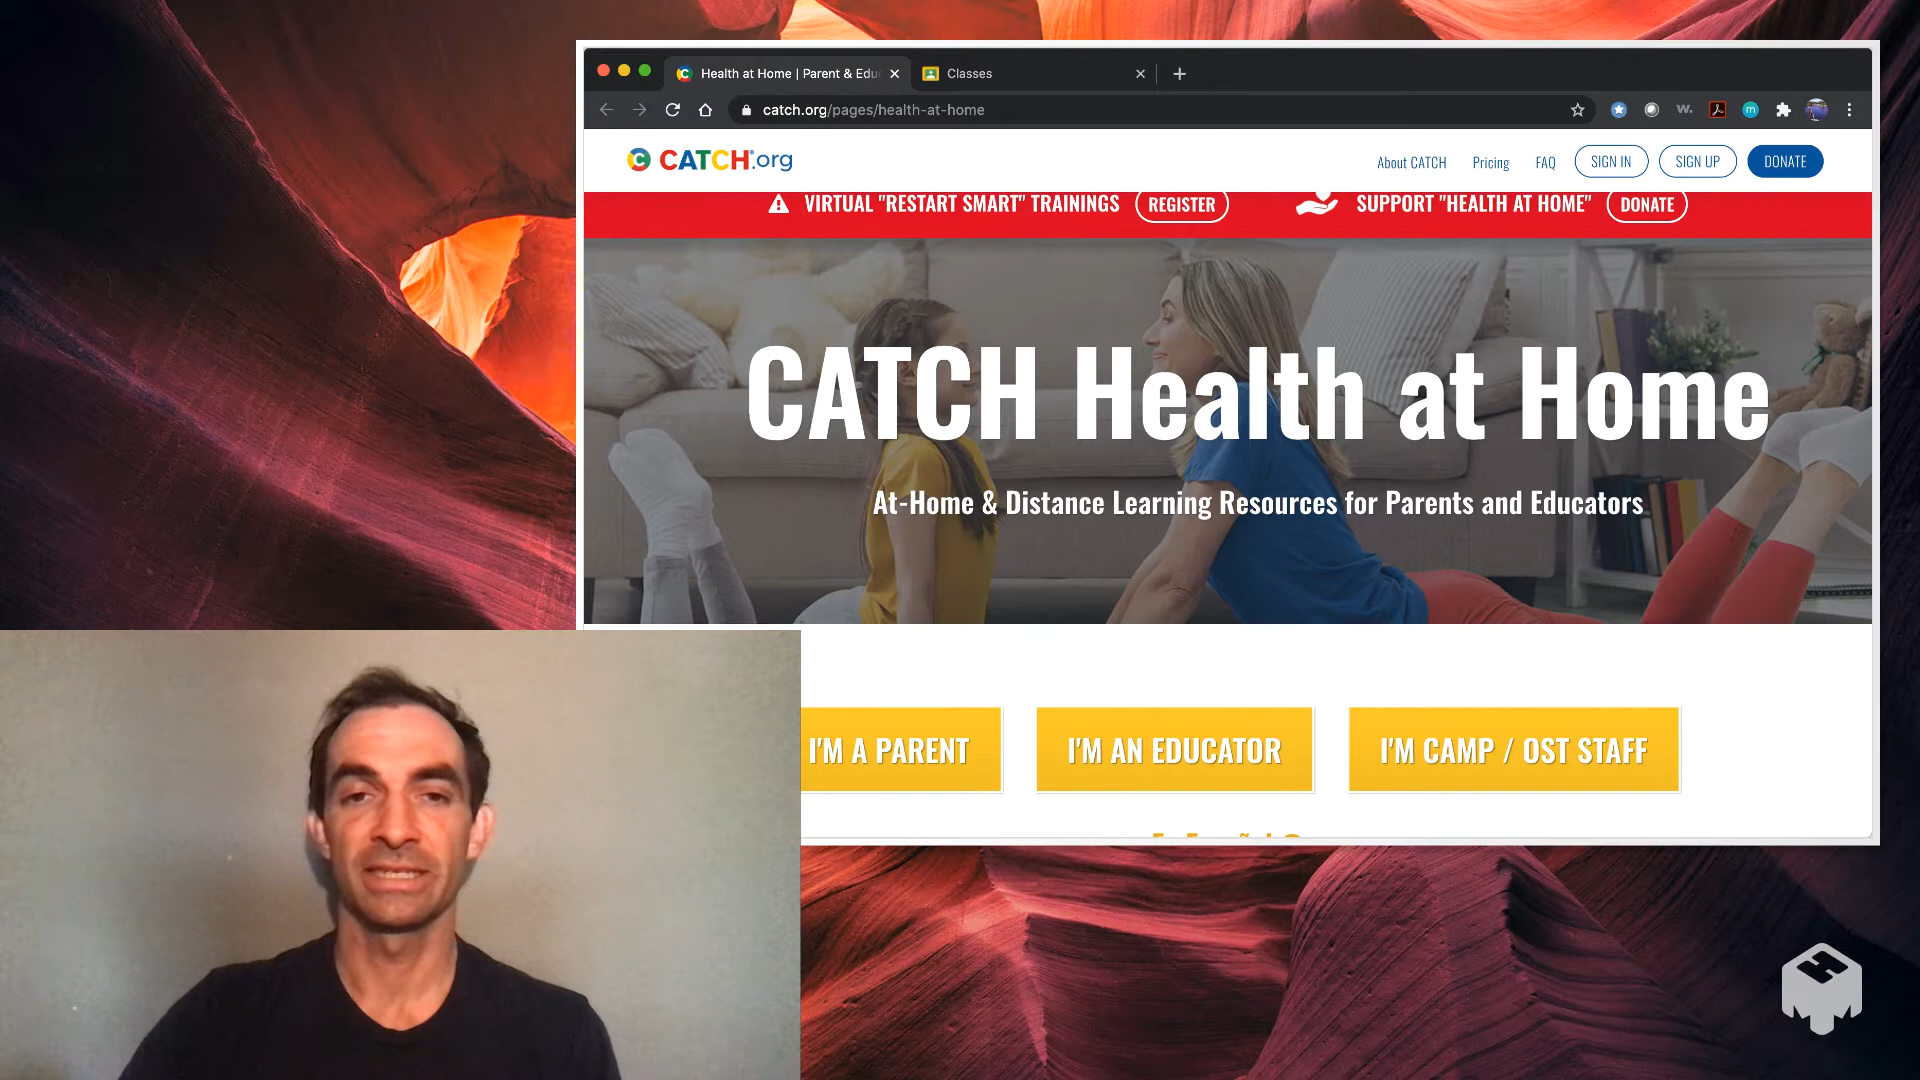 Health at Home | Parent & Edu
Classes
catch.org/pages/health-at-home
CATCH.org
About CATCH
Pricing
FAQ
SIGN IN
SIGN UP
DONATE
VIRTUAL "RESTART SMART" TRAININGS
REGISTER
SUPPORT "HEALTH AT HOME"
DONATE
CATCH Health at Home
At-Home & Distance Learning Resources for Parents and Educators
I'M A PARENT
I'M AN EDUCATOR
I'M CAMP / OST STAFF